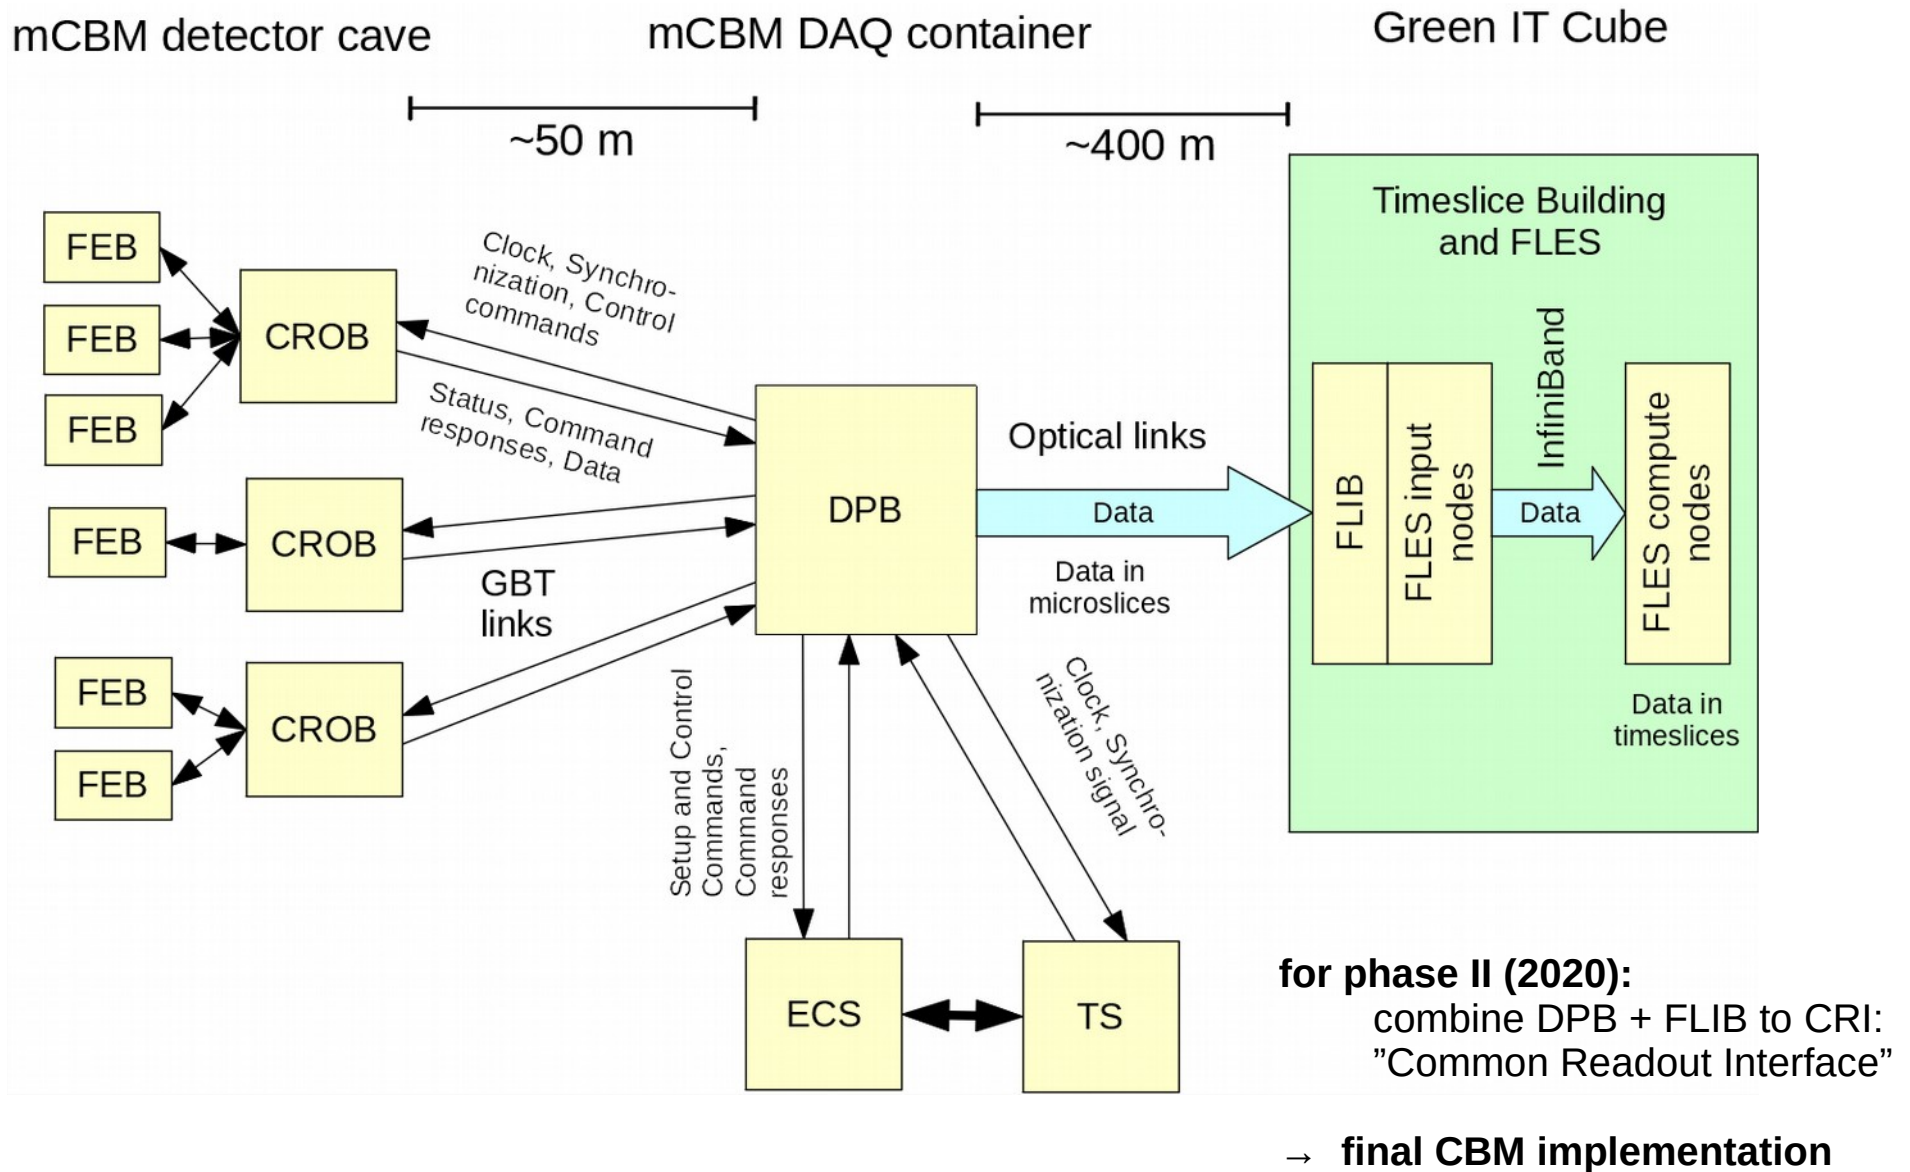 mCBM detector cave
mCBM DAQ container
Green IT Cube
~50 m
~400 m
Timeslice Building
and FLES
FEB
FEB
FEB
CROB
Clock, Synchro-
nization, Control
commands
Status, Command
responses, Data
FEB
CROB
GBT
links
FEB
FEB
CROB
DPB
Optical links
Data
Data in
microslices
FLIB
FLES input
nodes
InfiniBand
Data
FLES compute
nodes
Data in
timeslices
Setup and Control
Commands,
Command
responses
Clock, Synchro-
nization signal
ECS
TS
for phase II (2020):
combine DPB + FLIB to CRI:
”Common Readout Interface”
→ final CBM implementation